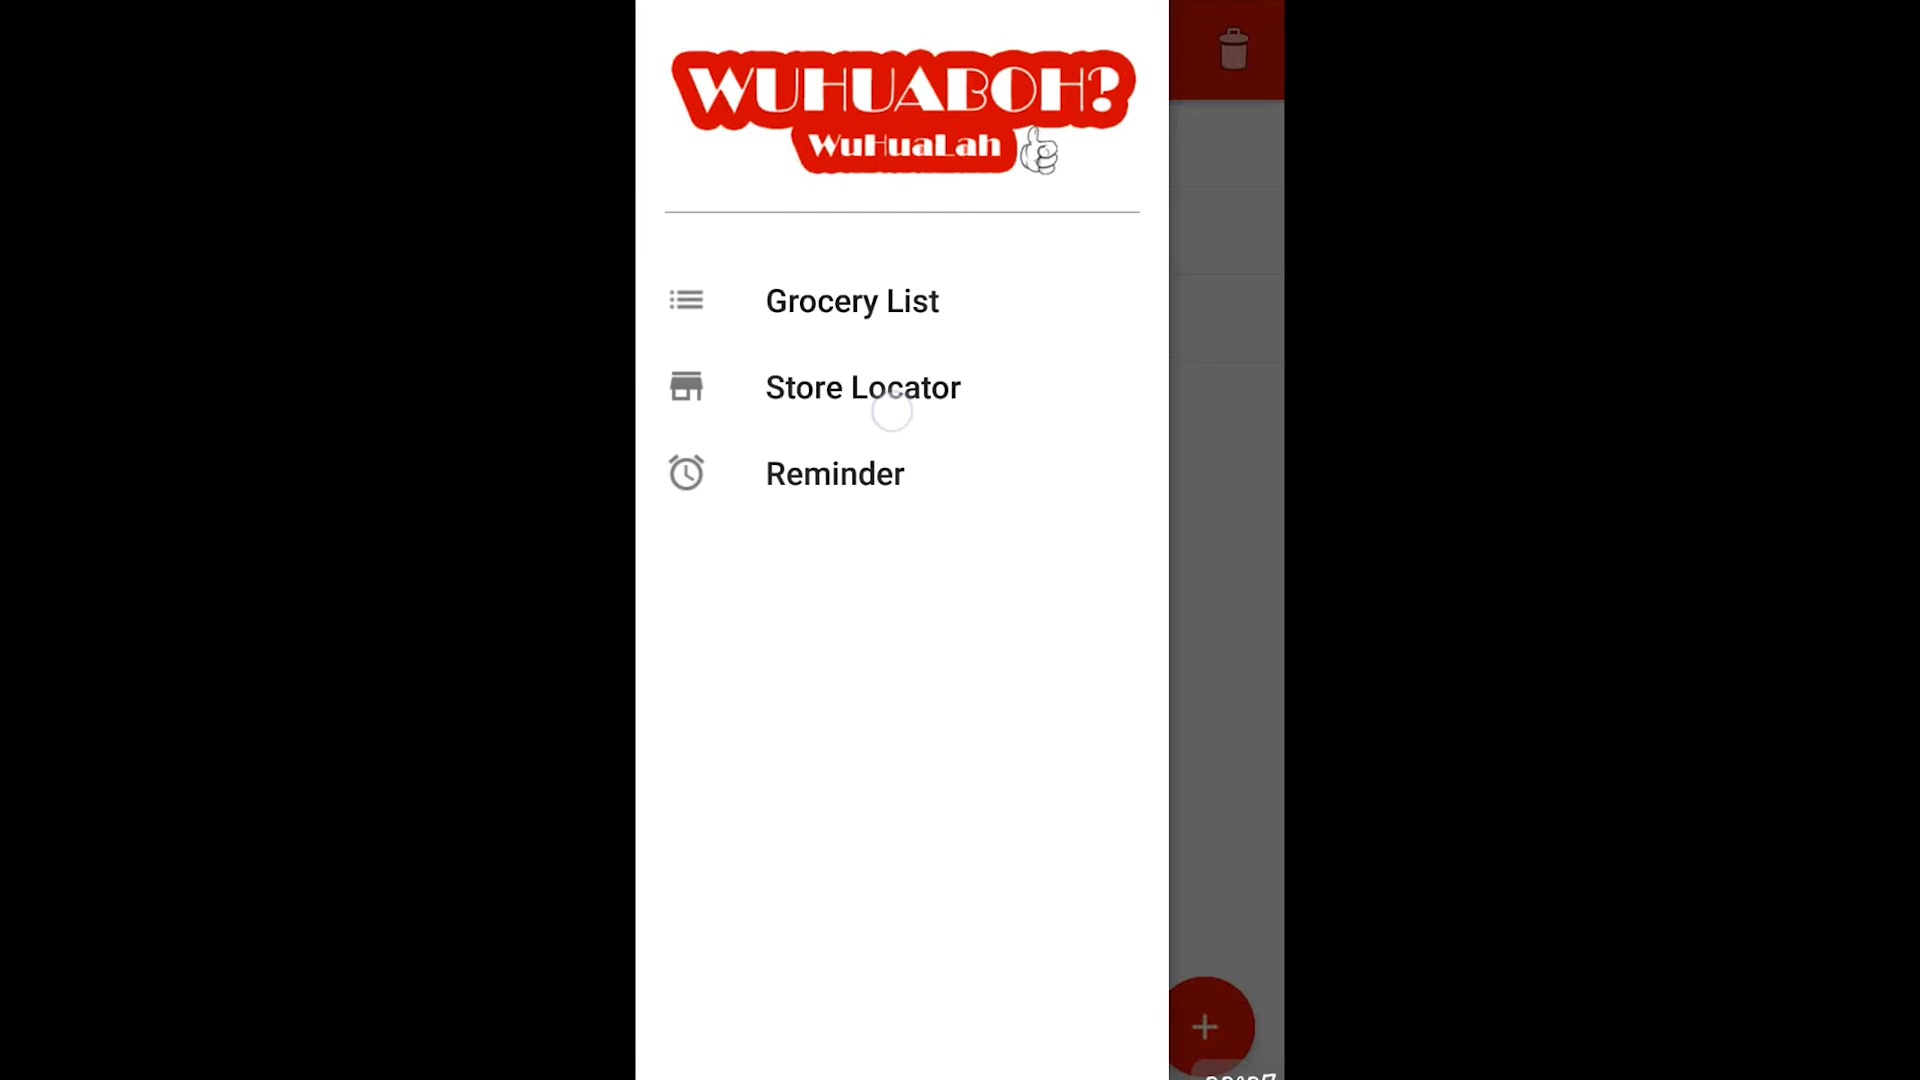 WUHUABOH?
WuHuaLah
Grocery List
Store Locator
Reminder